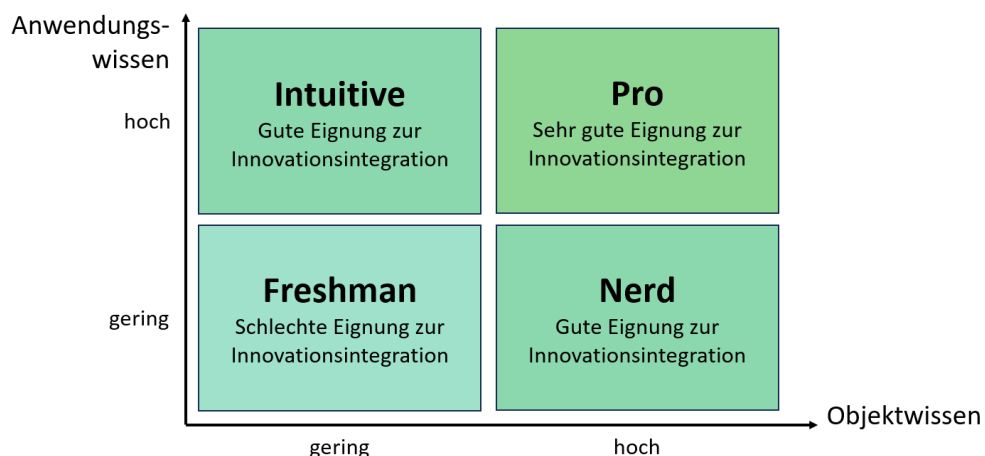 Anwendungs-
wissen
hoch
Intuitive
Gute Eignung zur
Innovationsintegration
Pro
Sehr gute Eignung zur
Innovationsintegration
gering
Freshman
Schlechte Eignung zur
Innovationsintegration
Nerd
Gute Eignung zur
Innovationsintegration
Objektwissen
gering
hoch